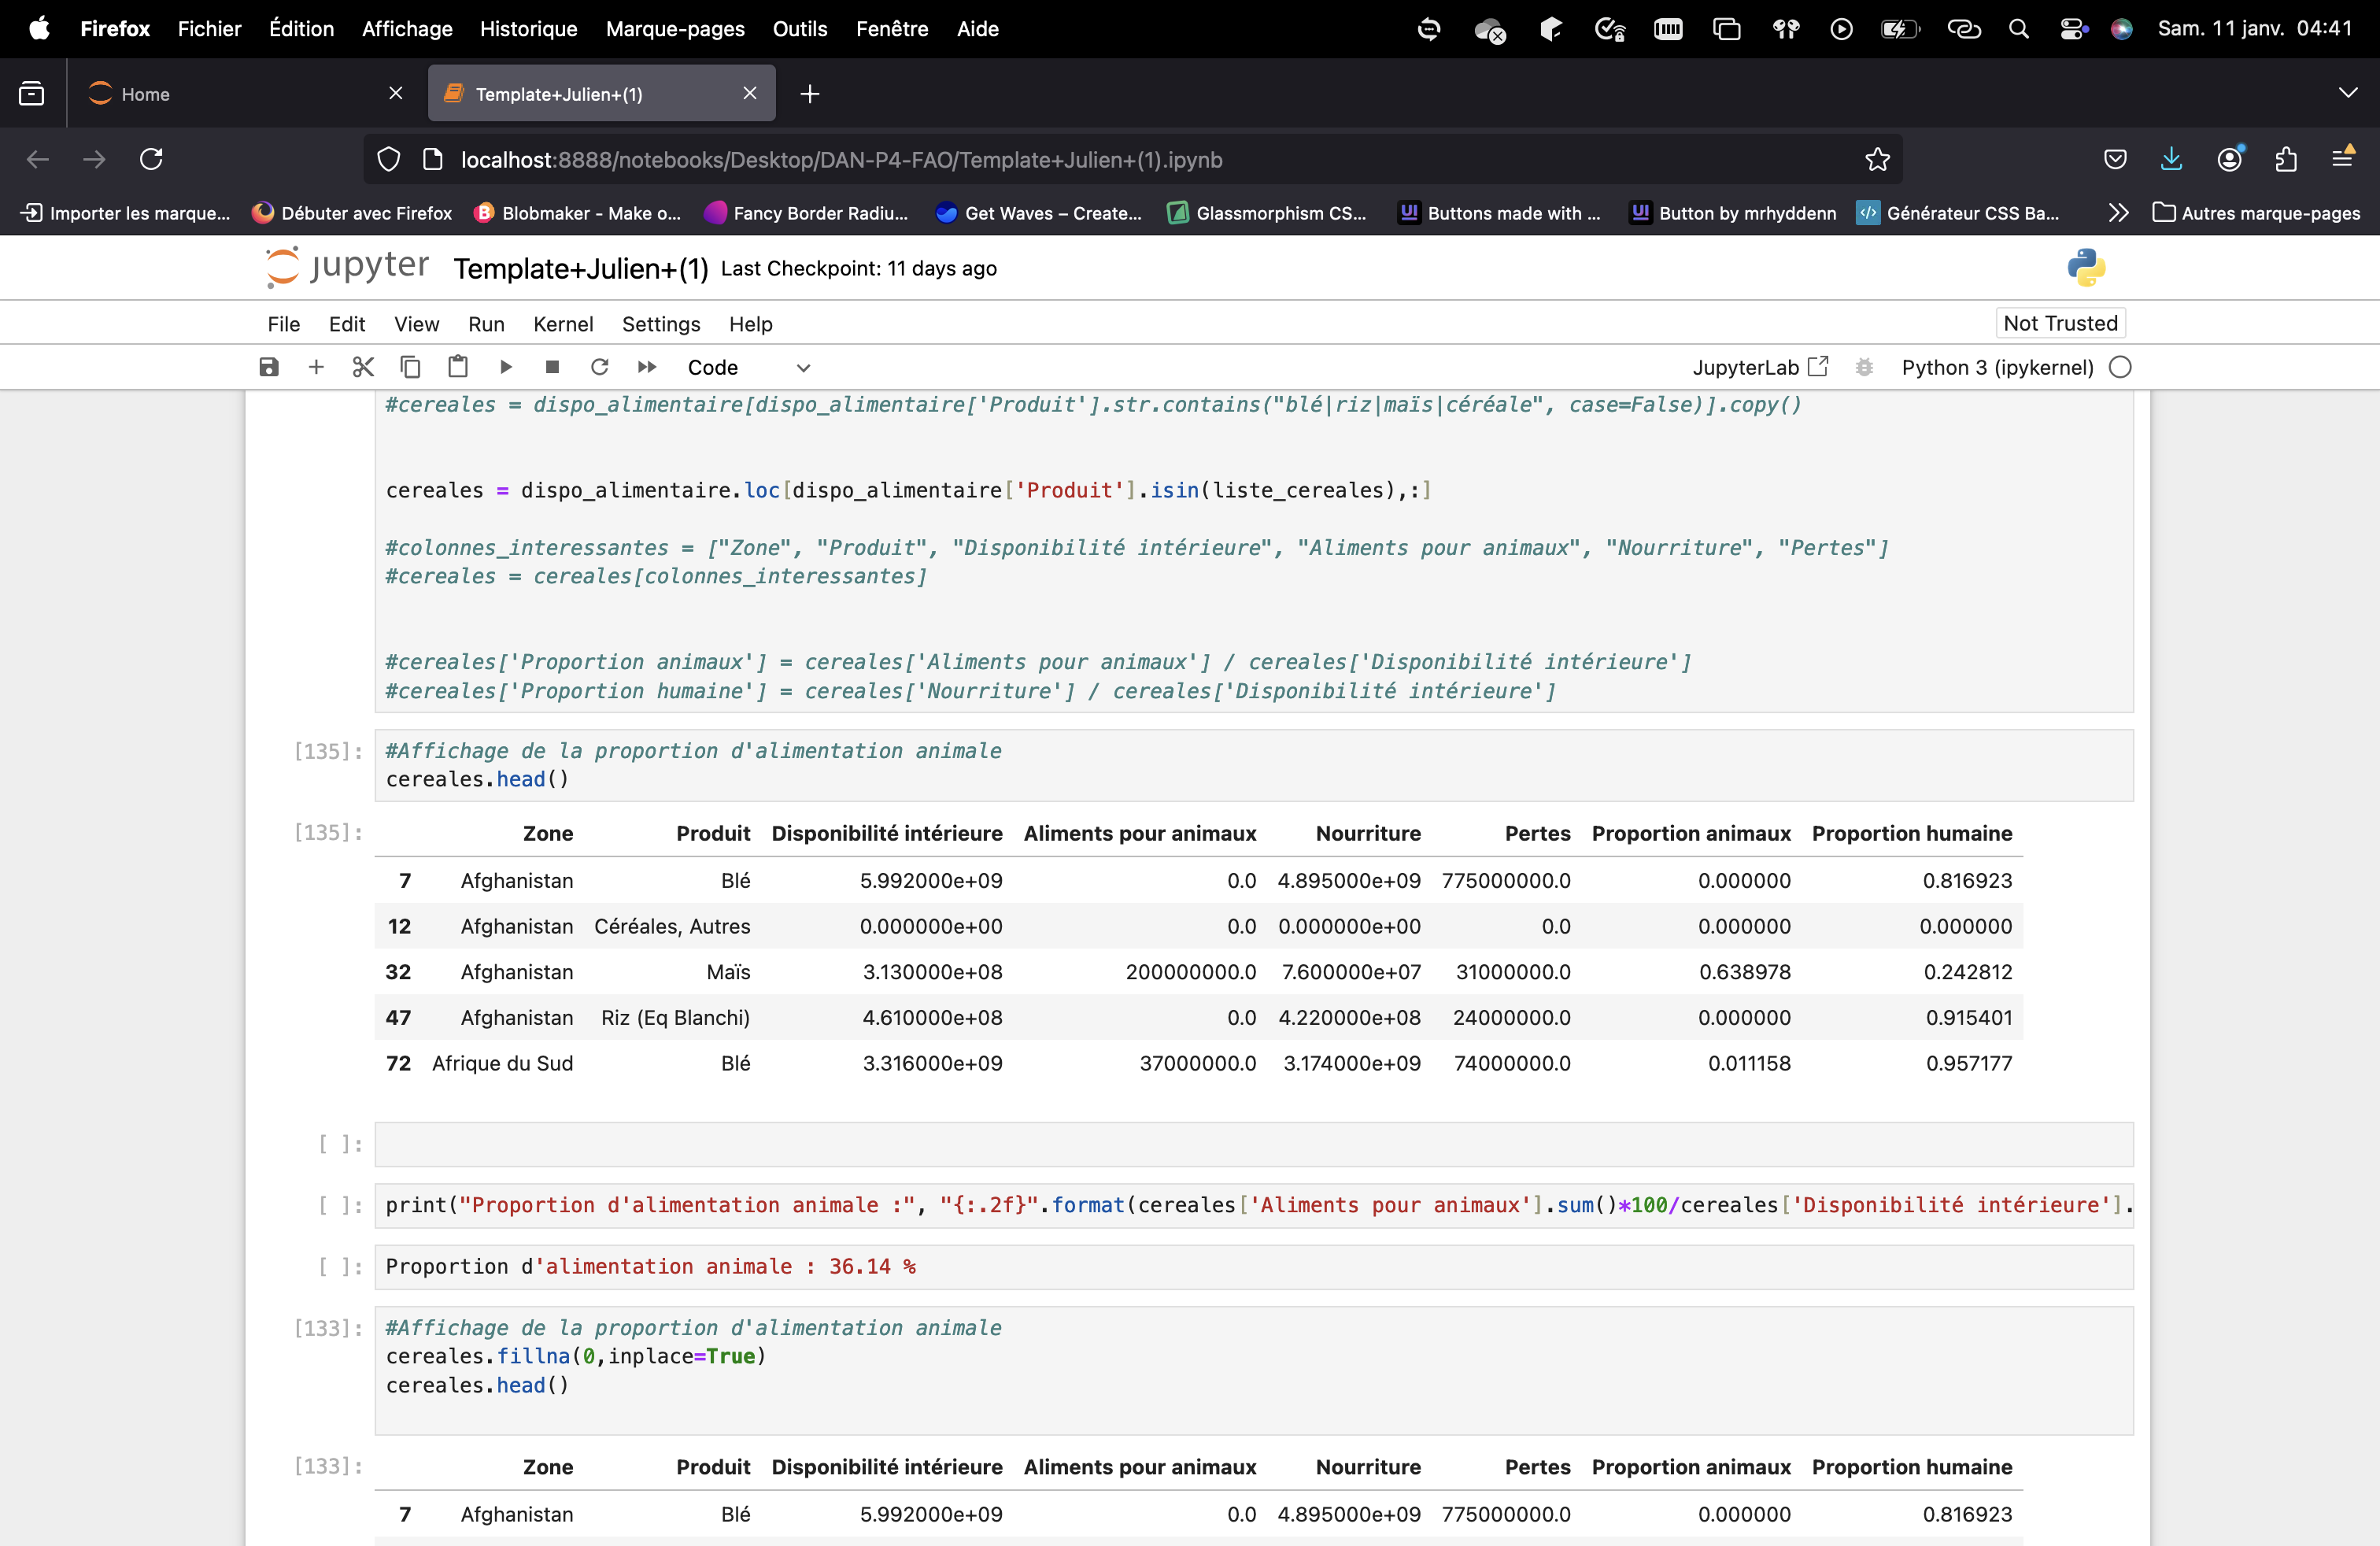 Firefox Fichier Édition Affichage Historique Marque-pages Outils Fenêtre Aide Sam. 11 janv. 04:41
Home Template+Julien+(1)
localhost:8888/notebooks/Desktop/DAN-P4-FAO/Template+Julien+(1).ipynb
Importer les marque... Débuter avec Firefox Blobmaker - Make o... Fancy Border Radiu... Get Waves – Create... Glassmorphism CS... Buttons made with ... Button by mrhyddenn Générateur CSS Ba... Autres marque-pages
jupyter Template+Julien+(1) Last Checkpoint: 11 days ago
File Edit View Run Kernel Settings Help Not Trusted
Code JupyterLab Python 3 (ipykernel)
#cereales = dispo_alimentaire[dispo_alimentaire['Produit'].str.contains("blé|riz|maïs|céréale", case=False)].copy()
cereales = dispo_alimentaire.loc[dispo_alimentaire['Produit'].isin(liste_cereales),:]
#colonnes_interessantes = ["Zone", "Produit", "Disponibilité intérieure", "Aliments pour animaux", "Nourriture", "Pertes"]
#cereales = cereales[colonnes_interessantes]
#cereales['Proportion animaux'] = cereales['Aliments pour animaux'] / cereales['Disponibilité intérieure']
#cereales['Proportion humaine'] = cereales['Nourriture'] / cereales['Disponibilité intérieure']
[135]: #Affichage de la proportion d'alimentation animale
cereales.head()
[135]: Zone Produit Disponibilité intérieure Aliments pour animaux Nourriture Pertes Proportion animaux Proportion humaine
7 Afghanistan Blé 5.992000e+09 0.0 4.895000e+09 775000000.0 0.000000 0.816923
12 Afghanistan Céréales, Autres 0.000000e+00 0.0 0.000000e+00 0.0 0.000000 0.000000
32 Afghanistan Maïs 3.130000e+08 200000000.0 7.600000e+07 31000000.0 0.638978 0.242812
47 Afghanistan Riz (Eq Blanchi) 4.610000e+08 0.0 4.220000e+08 24000000.0 0.000000 0.915401
72 Afrique du Sud Blé 3.316000e+09 37000000.0 3.174000e+09 74000000.0 0.011158 0.957177
[ ]:
[ ]: print("Proportion d'alimentation animale :", "{:.2f}".format(cereales['Aliments pour animaux'].sum()*100/cereales['Disponibilité intérieure'].
[ ]: Proportion d'alimentation animale : 36.14 %
[133]: #Affichage de la proportion d'alimentation animale
cereales.fillna(0,inplace=True)
cereales.head()
[133]: Zone Produit Disponibilité intérieure Aliments pour animaux Nourriture Pertes Proportion animaux Proportion humaine
7 Afghanistan Blé 5.992000e+09 0.0 4.895000e+09 775000000.0 0.000000 0.816923